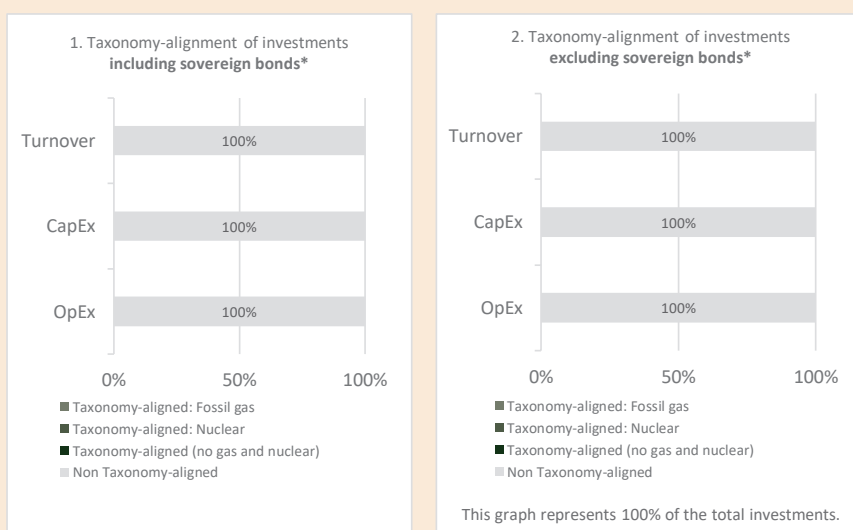 1. Taxonomy-alignment of investments
including sovereign bonds*
Turnover
100%
CapEx
100%
OpEx
100%
0%
50%
100%
Taxonomy-aligned: Fossil gas
Taxonomy-aligned: Nuclear
Taxonomy-aligned (no gas and nuclear)
Non Taxonomy-aligned
2. Taxonomy-alignment of investments
excluding sovereign bonds*
Turnover
100%
CapEx
100%
OpEx
100%
0%
50%
100%
Taxonomy-aligned: Fossil gas
Taxonomy-aligned: Nuclear
Taxonomy-aligned (no gas and nuclear)
Non Taxonomy-aligned
This graph represents 100% of the total investments.